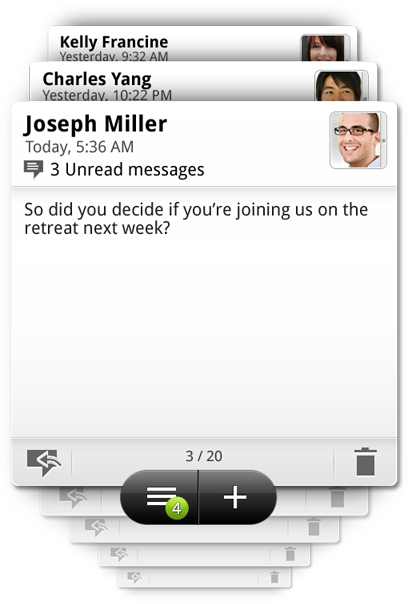 Kelly Francine
Yesterday, 9:32 AM
Charles Yang
Yesterday, 10:22 PM
Joseph Miller
Today, 5:36 AM
3 Unread messages
So did you decide if you’re joining us on the
retreat next week?
3 / 20
4